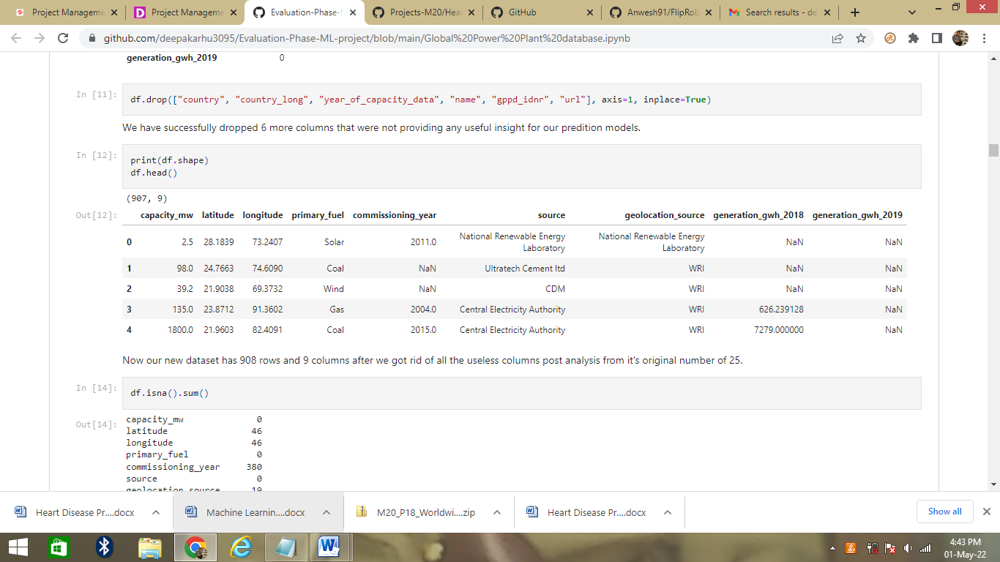 Project Manageme
Project Manageme
Evaluation-Phase-
Projects-M20/Hea
GitHub
Anwesh91/FlipRob
Search results - de
github.com/deepakarhu3095/Evaluation-Phase-ML-project/blob/main/Global%20Power%20Plant%20database.ipynb
generation_gwh_2019 0
In [11]: df.drop(["country", "country_long", "year_of_capacity_data", "name", "gppd_idnr", "url"], axis=1, inplace=True)
We have successfully dropped 6 more columns that were not providing any useful insight for our predition models.
In [12]: print(df.shape)
df.head()
(907, 9)
Out[12]: capacity_mw latitude longitude primary_fuel commissioning_year source geolocation_source generation_gwh_2018 generation_gwh_2019
0 2.5 28.1839 73.2407 Solar 2011.0 National Renewable Energy Laboratory National Renewable Energy Laboratory NaN NaN
1 98.0 24.7663 74.6090 Coal NaN Ultratech Cement ltd WRI NaN NaN
2 39.2 21.9038 69.3732 Wind NaN CDM WRI NaN NaN
3 135.0 23.8712 91.3602 Gas 2004.0 Central Electricity Authority WRI 626.239128 NaN
4 1800.0 21.9603 82.4091 Coal 2015.0 Central Electricity Authority WRI 7279.000000 NaN
Now our new dataset has 908 rows and 9 columns after we got rid of all the useless columns post analysis from it's original number of 25.
In [14]: df.isna().sum()
Out[14]: capacity_mw 0
latitude 46
longitude 46
primary_fuel 0
commissioning_year 380
source 0
geolocation_source 19
Heart Disease Pr....docx
Machine Learnin....docx
M20_P18_Worldwi....zip
Heart Disease Pr....docx
Show all
4:43 PM
01-May-22